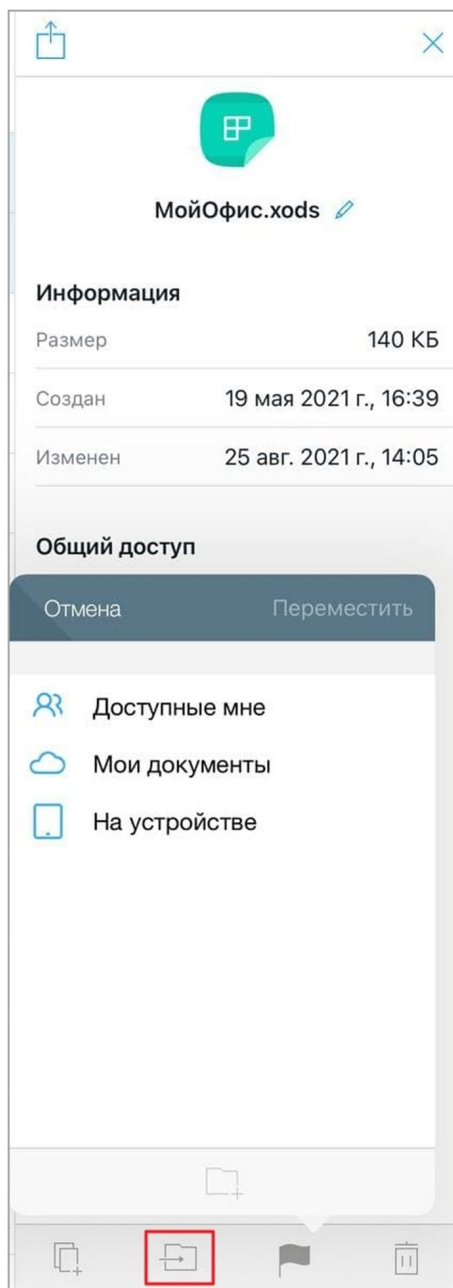 МойОфис.xods
Информация
Размер 140 КБ
Создан 19 мая 2021 г., 16:39
Изменен 25 авг. 2021 г., 14:05
Общий доступ
Отмена Переместить
Доступные мне
Мои документы
На устройстве